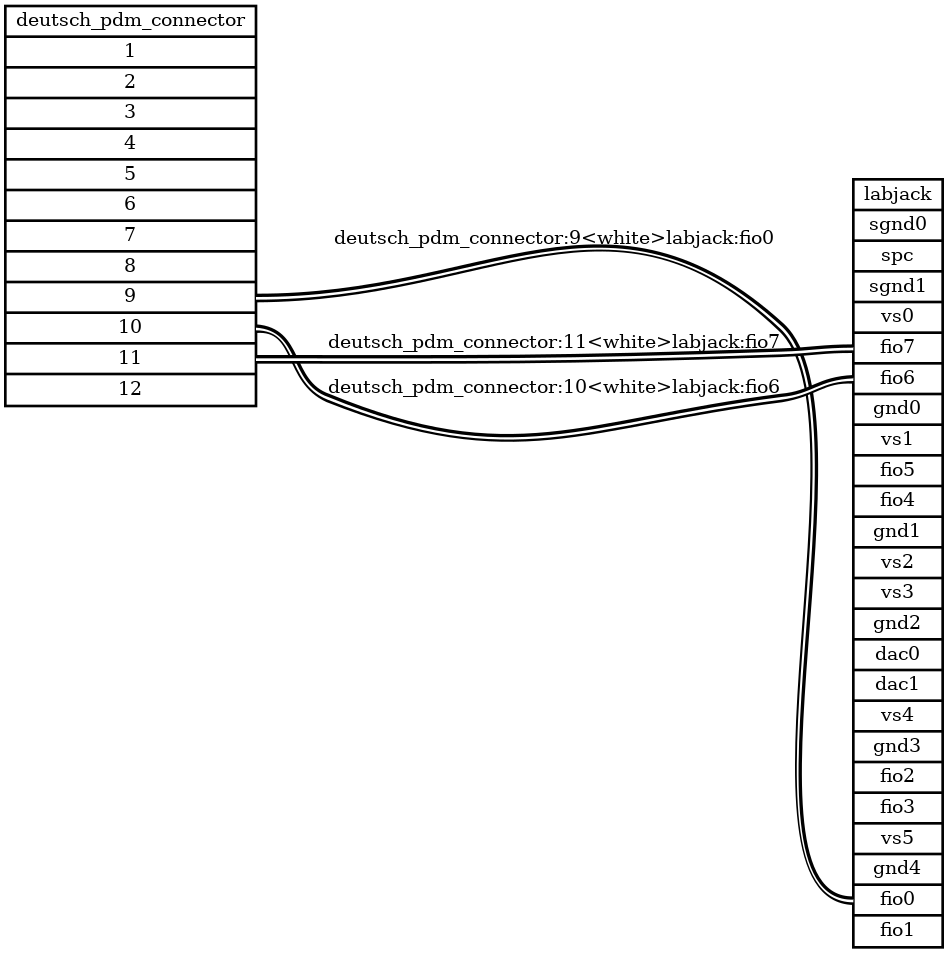 deutsch_pdm_connector
1
2
3
4
5
6
7
8
9
10
11
12
deutsch_pdm_connector:9<white>labjack:fio0
deutsch_pdm_connector:11<white>labjack:fio7
deutsch_pdm_connector:10<white>labjack:fio6
labjack
sgnd0
spc
sgnd1
vs0
fio7
fio6
gnd0
vs1
fio5
fio4
gnd1
vs2
vs3
gnd2
dac0
dac1
vs4
gnd3
fio2
fio3
vs5
gnd4
fio0
fio1